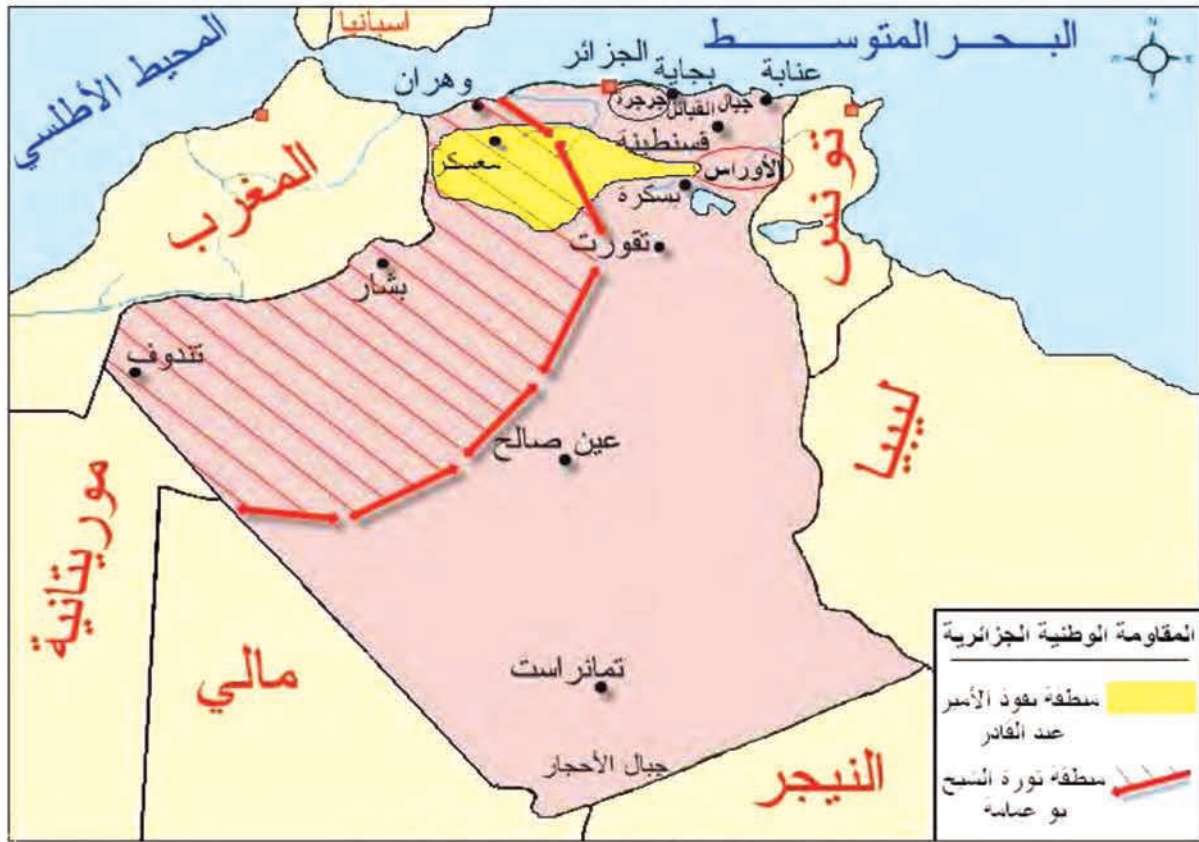 اسبانيا
المحيط الأطلسي
البحر المتوسط
N
وهران
الجزائر
بجاية
عنابة
جرجرة
جبال القبائل
قسنطينة
معسكر
الأوراس
بسكرة
تونس
المغرب
تقورت
بشار
تندوف
عين صالح
ليبيا
موريتانية
مالي
تمانراست
جبال الأحجار
النيجر
المقاومة الوطنية الجزائرية
منطقة نفوذ الأمير
عبد القادر
منطقة ثورة الشيخ
بو عمامة